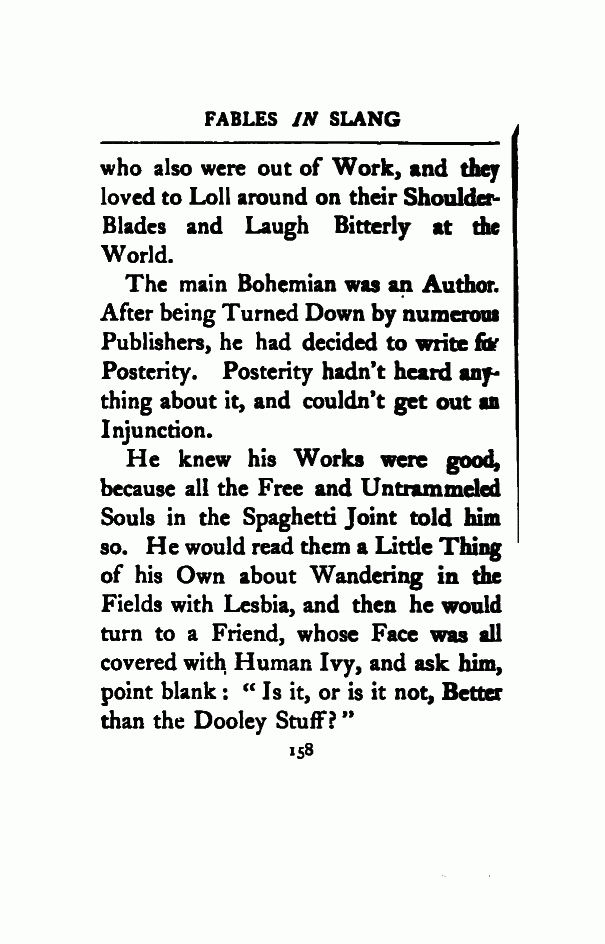 FABLES IN SLANG
who also were out of Work, and they
loved to Loll around on their Shoulder-
Blades and Laugh Bitterly at the
World.
The main Bohemian was an Author.
After being Turned Down by numerous
Publishers, he had decided to write for
Posterity. Posterity hadn't heard any-
thing about it, and couldn't get out an
Injunction.
He knew his Works were good,
because all the Free and Untrammeled
Souls in the Spaghetti Joint told him
so. He would read them a Little Thing
of his Own about Wandering in the
Fields with Lesbia, and then he would
turn to a Friend, whose Face was all
covered with Human Ivy, and ask him,
point blank: "Is it, or is it not, Better
than the Dooley Stuff?"
158